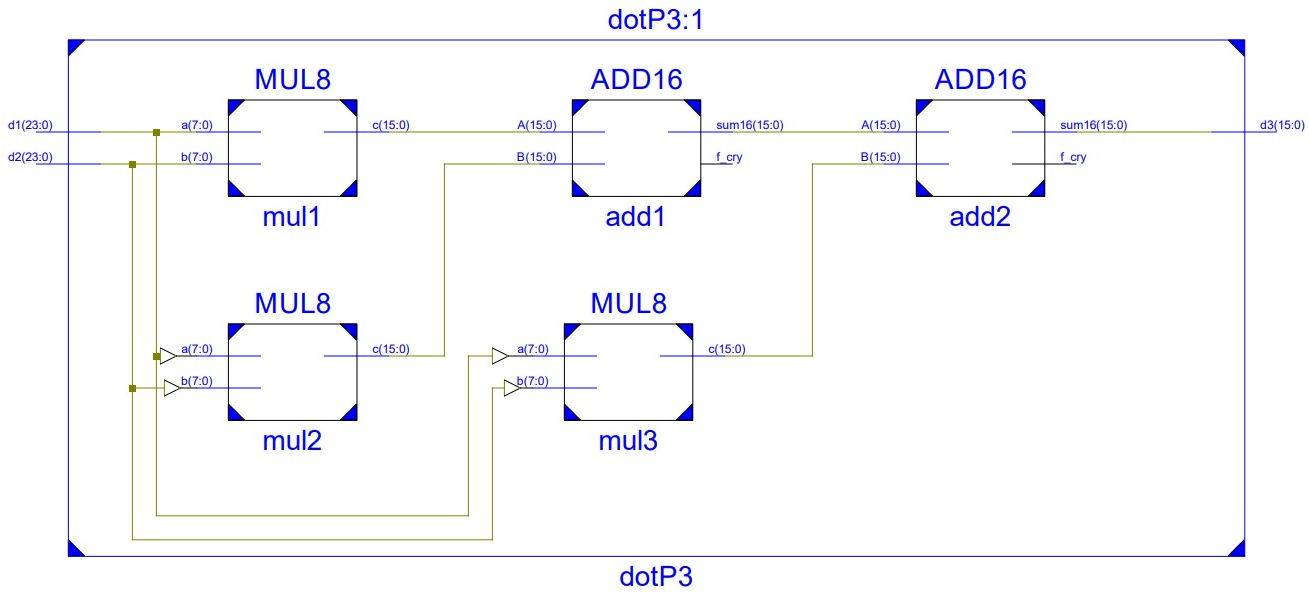 dotP3:1
MUL8 ADD16 ADD16
d1(23:0) a(7:0) c(15:0) A(15:0) sum16(15:0) A(15:0) sum16(15:0) d3(15:0)
d2(23:0) b(7:0) B(15:0) f_cry B(15:0) f_cry
mul1 add1 add2
MUL8 MUL8
a(7:0) c(15:0) a(7:0) c(15:0)
b(7:0) b(7:0)
mul2 mul3
dotP3